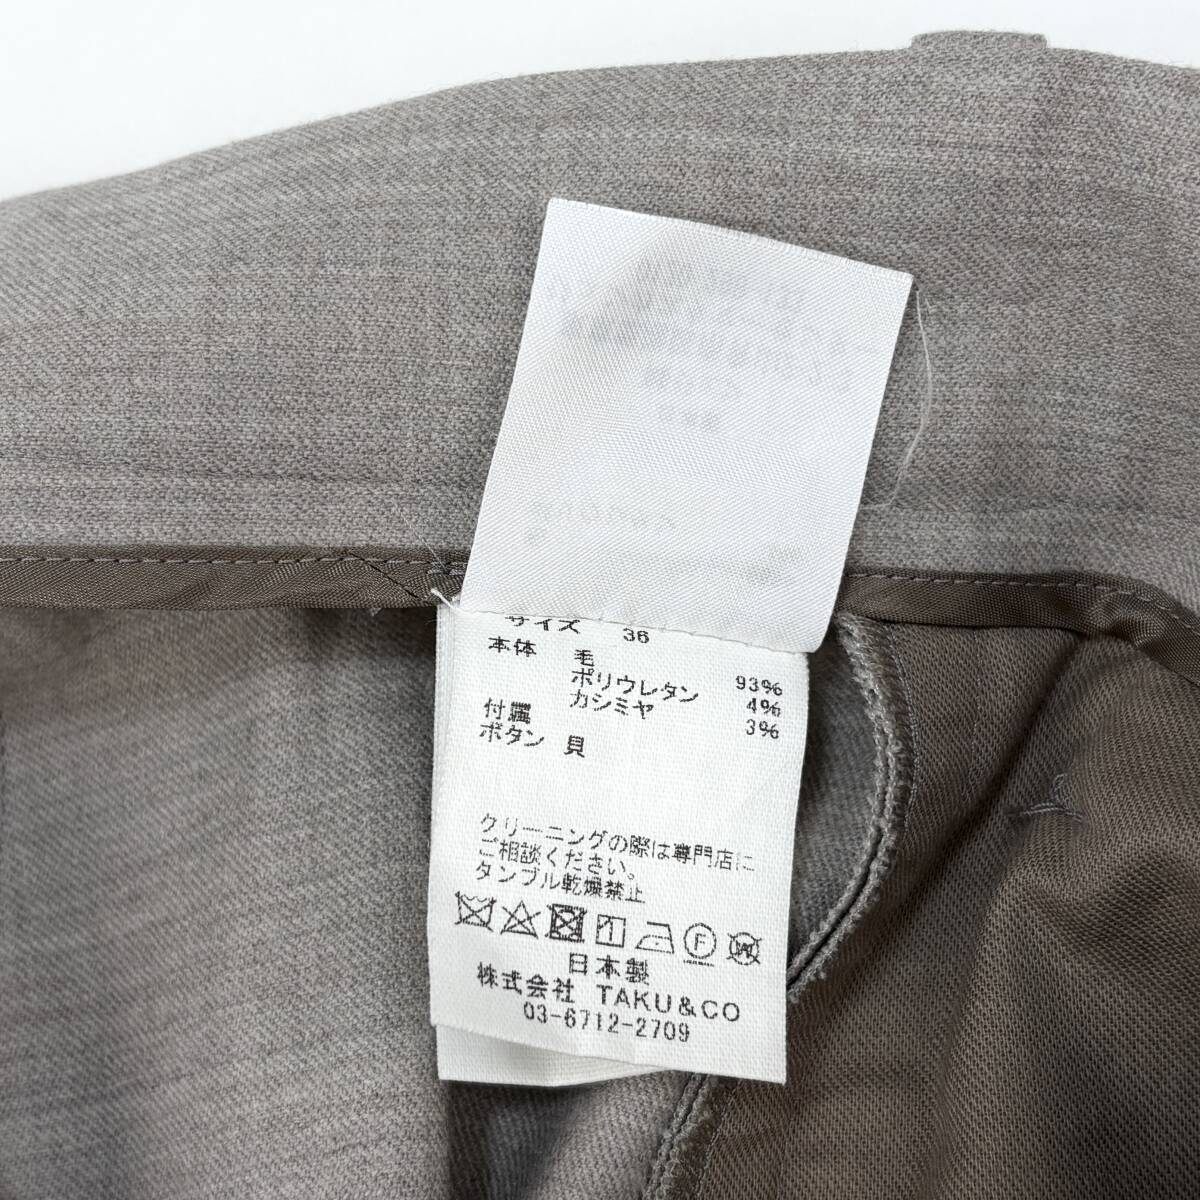 サイズ 36
本体 毛 93%
ポリウレタン 4%
カシミヤ 3%
付属
ボタン 貝
クリーニングの際は専門店に
ご相談ください。
タンブル乾燥禁止
F W
日本製
株式会社 TAKU&CO
03-6712-2709